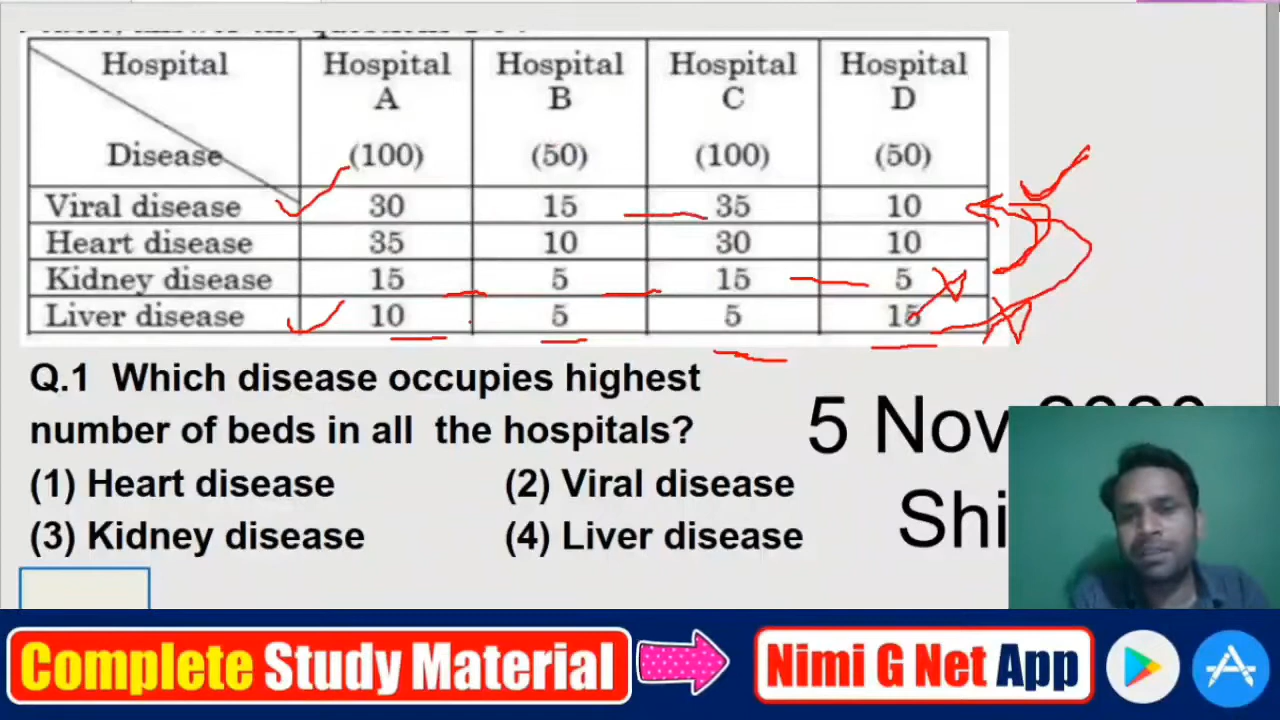 Hospital Hospital Hospital Hospital Hospital
A B C D
Disease (100) (50) (100) (50)
Viral disease 30 15 35 10
Heart disease 35 10 30 10
Kidney disease 15 5 15 5
Liver disease 10 5 5 15
Q.1 Which disease occupies highest
number of beds in all the hospitals?
(1) Heart disease (2) Viral disease
(3) Kidney disease (4) Liver disease
5 Nov
Shi
Complete Study Material
Nimi G Net App